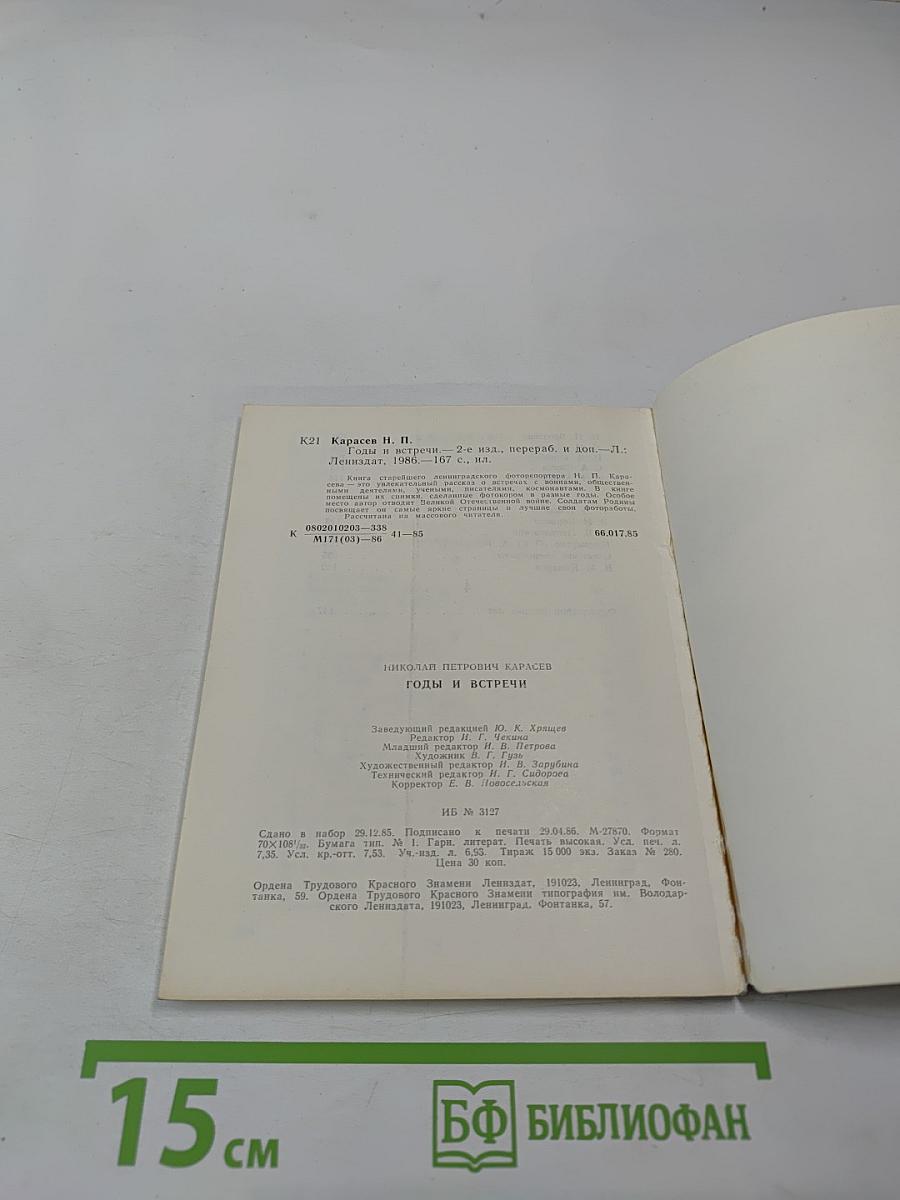 К21 Карасев Н. П.
Годы и встречи.— 2-е изд., перераб. и доп.—Л.:
Лениздат, 1986.—167 с., ил.
Книга старейшего ленинградского фоторепортера Н. П. Кара-
сева — это увлекательный рассказ о встречах с воинами, обществен-
ными деятелями, учеными, писателями, космонавтами. В книге
помещены их снимки, сделанные фотокором в разные годы. Особое
место автор отводит Великой Отечественной войне. Солдатам Родины
посвящает он самые яркие страницы и лучшие свои фотоработы.
Рассчитана на массового читателя.
К 0802010203—338
М171(03)—86 41—85 66.017.85
НИКОЛАЙ ПЕТРОВИЧ КАРАСЕВ
ГОДЫ И ВСТРЕЧИ
Заведующий редакцией Ю. К. Хрящев
Редактор И. Г. Чекина
Младший редактор И. В. Петрова
Художник В. Г. Гузь
Художественный редактор И. В. Зарубина
Технический редактор И. Г. Сидорова
Корректор Е. В. Новосельская
ИБ № 3127
Сдано в набор 29.12.85. Подписано к печати 29.04.86. М-27870. Формат
70×108¹/₃₂. Бумага тип. № 1. Гарн. литерат. Печать высокая. Усл. печ. л.
7,35. Усл. кр.-отт. 7,53. Уч.-изд. л. 6,93. Тираж 15 000 экз. Заказ № 280.
Цена 30 коп.
Ордена Трудового Красного Знамени Лениздат, 191023, Ленинград, Фон-
танка, 59. Ордена Трудового Красного Знамени типография им. Володар-
ского Лениздата, 191023, Ленинград, Фонтанка, 57.
15 см
БФ БИБЛИОФАН